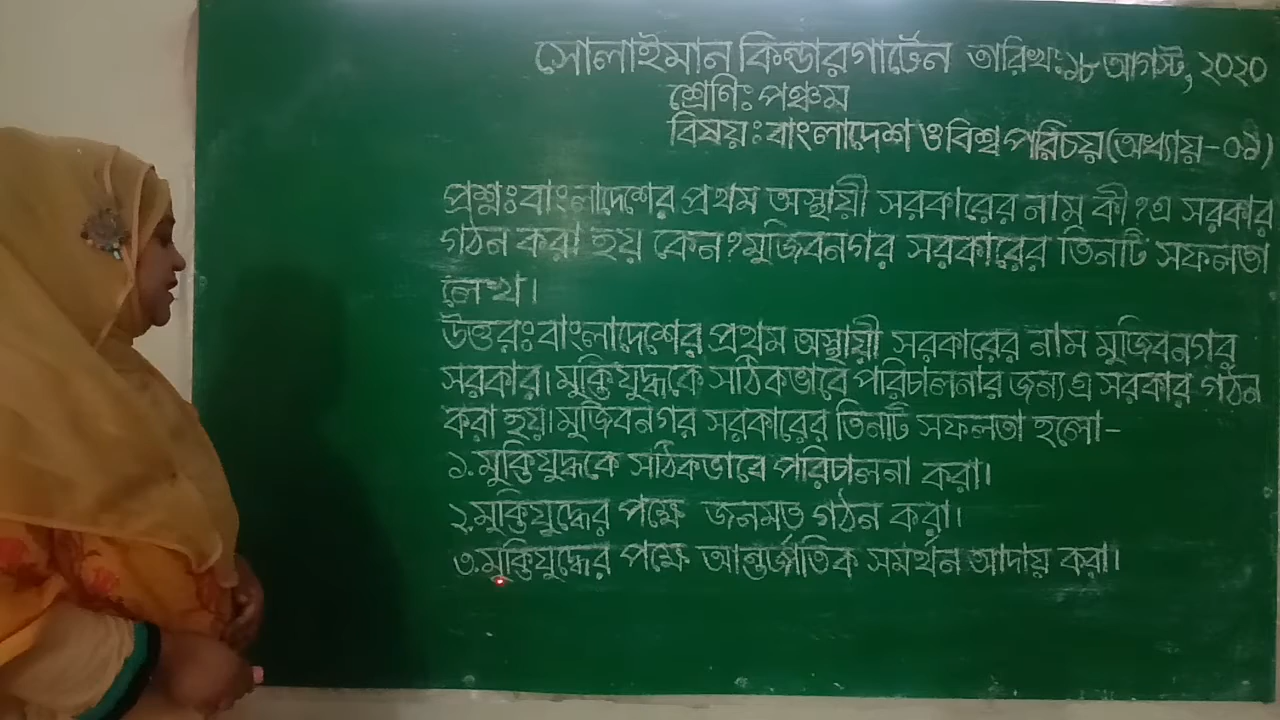 সোলাইমান কিন্ডারগার্টেন তারিখ:১৮ আগস্ট, ২০২০
শ্রেণিঃ পঞ্চম
বিষয়ঃ বাংলাদেশ ও বিশ্ব পরিচয় (অধ্যায়-০১)
প্রশ্নঃ বাংলাদেশের প্রথম অস্থায়ী সরকারের নাম কী? এ সরকার
গঠন করা হয় কেন? মুজিবনগর সরকারের তিনটি সফলতা
লেখ।
উত্তরঃ বাংলাদেশের প্রথম অস্থায়ী সরকারের নাম মুজিবনগর
সরকার। মুক্তিযুদ্ধকে সঠিকভাবে পরিচালনার জন্য এ সরকার গঠন
করা হয়। মুজিবনগর সরকারের তিনটি সফলতা হলো-
১. মুক্তিযুদ্ধকে সঠিকভাবে পরিচালনা করা।
২. মুক্তিযুদ্ধের পক্ষে জনমত গঠন করা।
৩. মুক্তিযুদ্ধের পক্ষে আন্তর্জাতিক সমর্থন আদায় করা।